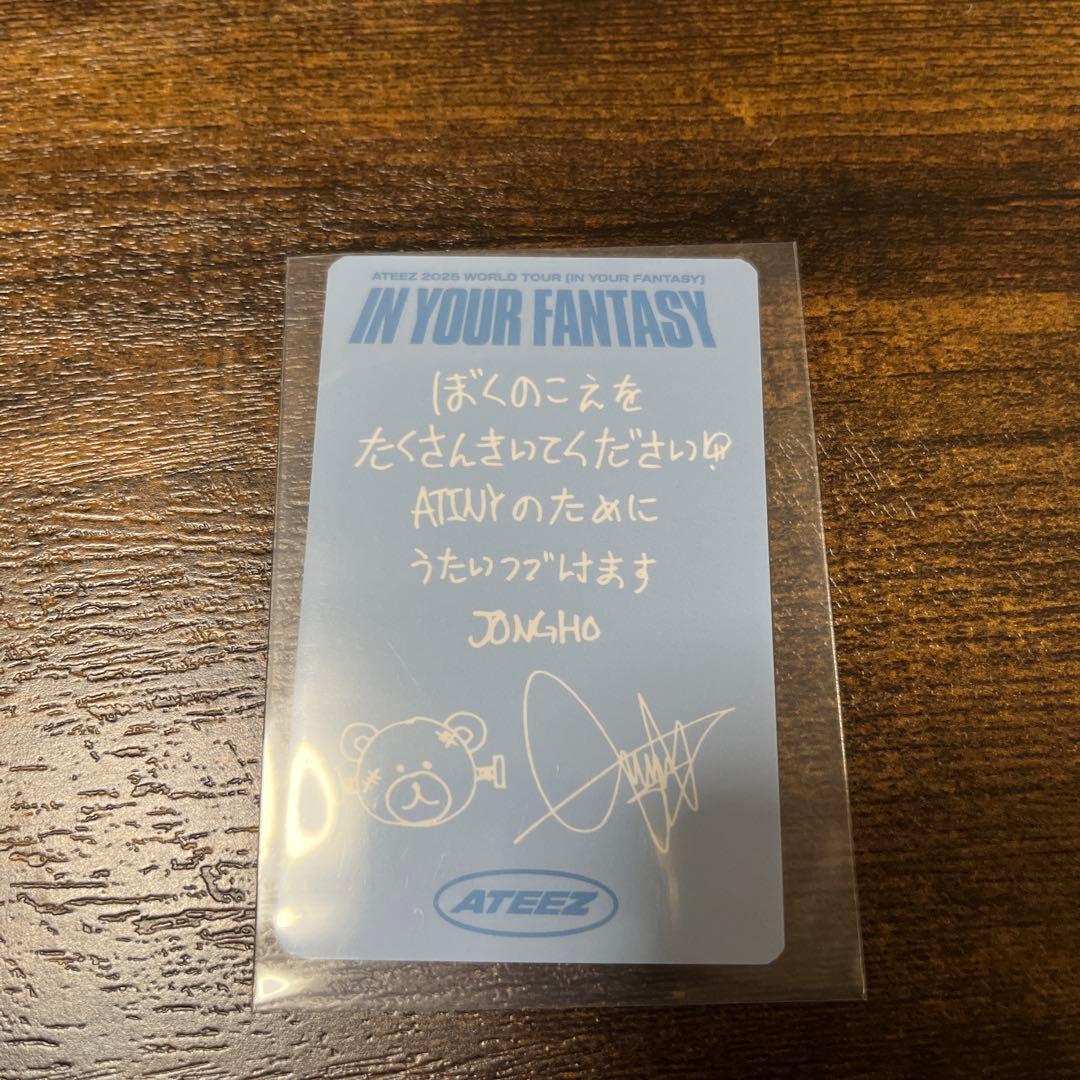 ATEEZ 2025 WORLD TOUR [IN YOUR FANTASY]
IN YOUR FANTASY
ぼくのこえを
たくさんきいてください!?
ATINYのために
うたいつづけます
JONGHO
ATEEZ